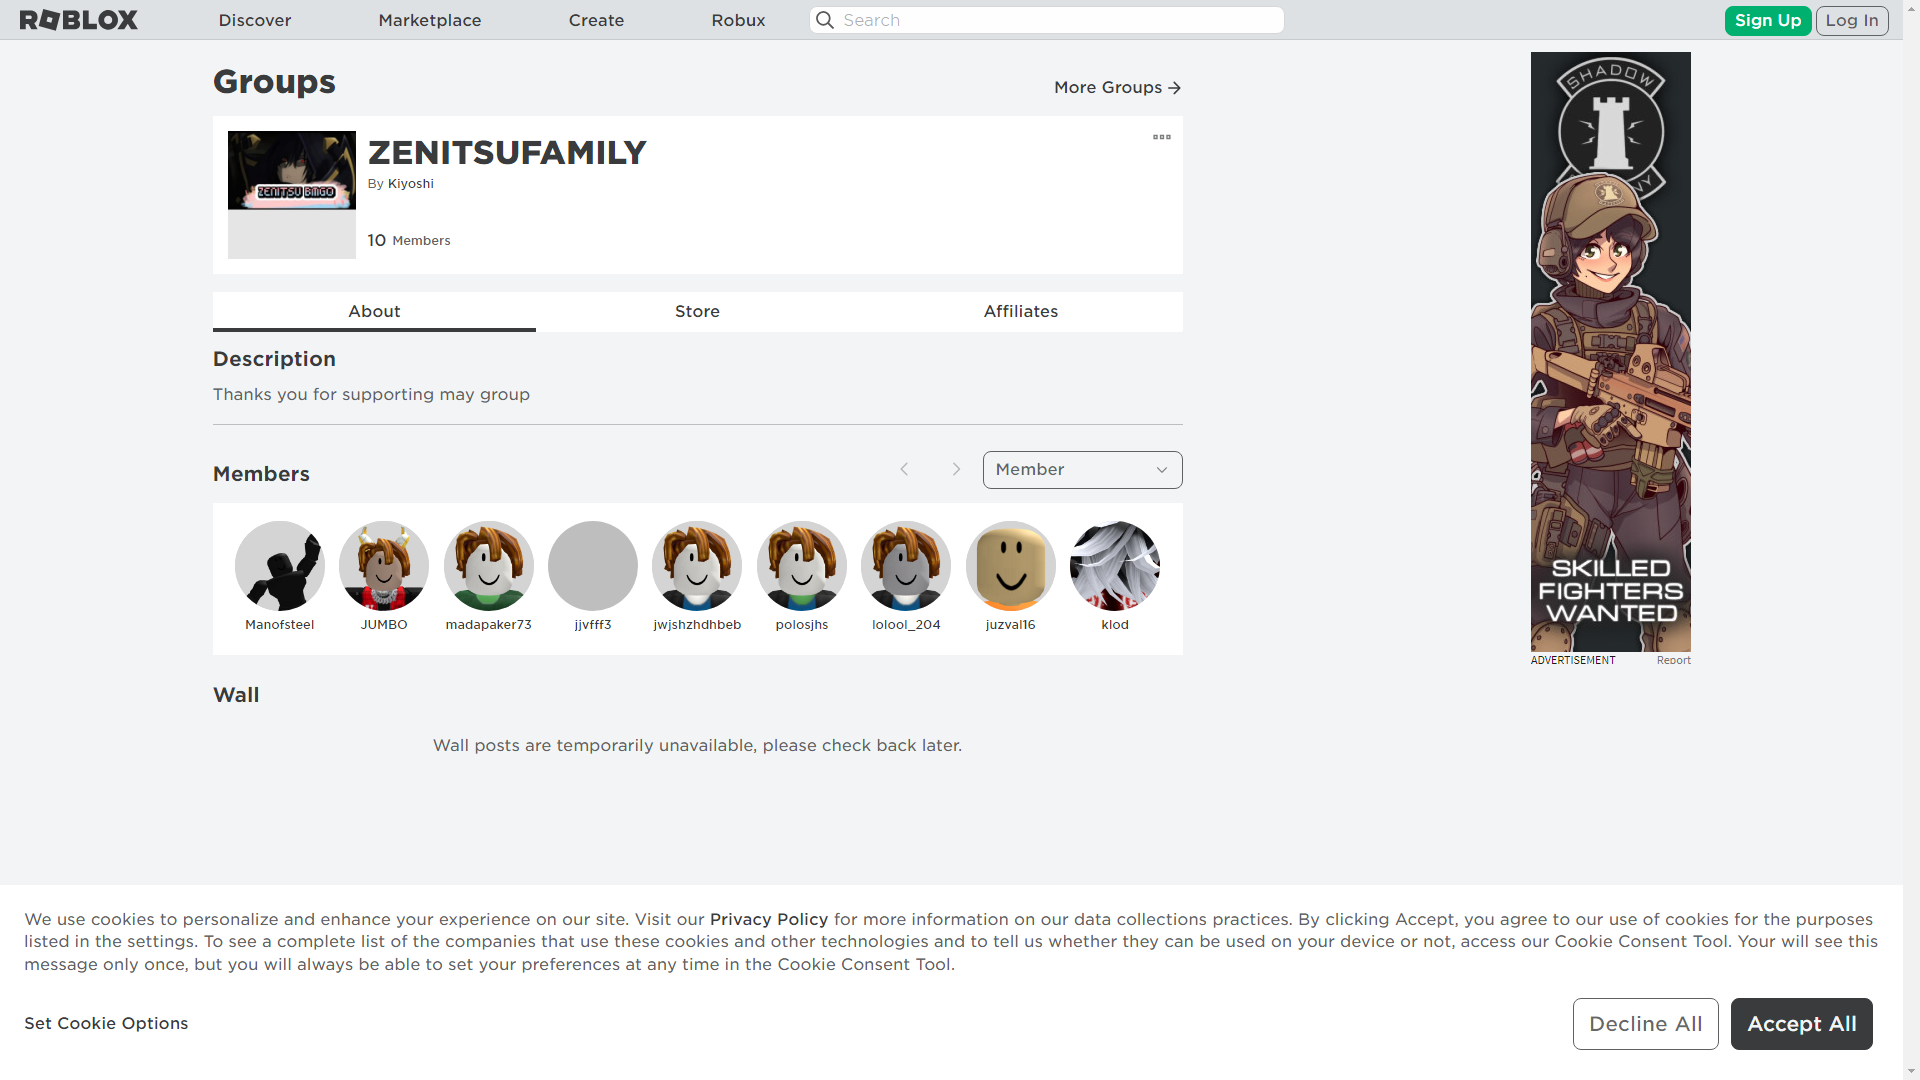 ROBLOX
Discover
Marketplace
Create
Robux
Search
Sign Up
Log In
Groups
More Groups
ZENITSU BINGO
ZENITSUFAMILY
By Kiyoshi
10 Members
About
Store
Affiliates
Description
Thanks you for supporting may group
Members
Member
Manofsteel
JUMBO
madapaker73
jjvfff3
jwjshzhdhbeb
polosjhs
lolool_204
juzval16
klod
Wall
Wall posts are temporarily unavailable, please check back later.
SHADOW
SKILLED
FIGHTERS
WANTED
ADVERTISEMENT
Report
We use cookies to personalize and enhance your experience on our site. Visit our Privacy Policy for more information on our data collections practices. By clicking Accept, you agree to our use of cookies for the purposes
listed in the settings. To see a complete list of the companies that use these cookies and other technologies and to tell us whether they can be used on your device or not, access our Cookie Consent Tool. Your will see this
message only once, but you will always be able to set your preferences at any time in the Cookie Consent Tool.
Set Cookie Options
Decline All
Accept All